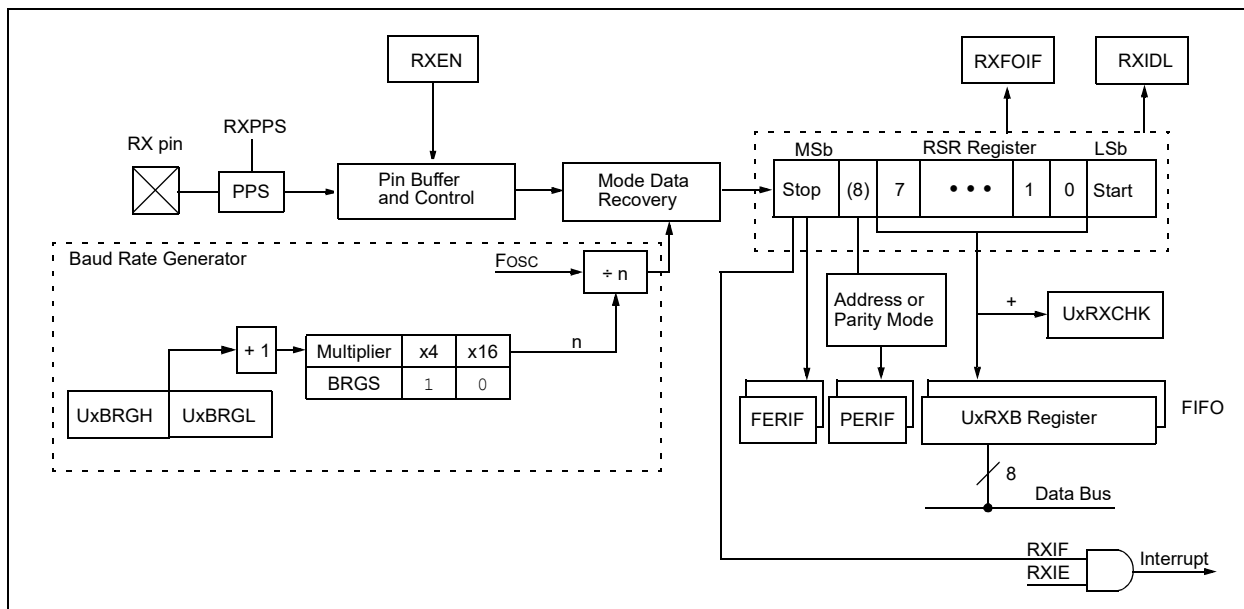 RXEN
RXFOIF
RXIDL
RXPPS
RX pin
PPS
Pin Buffer
and Control
Mode Data
Recovery
MSb
RSR Register
LSb
Stop
(8)
7
• • •
1
0
Start
Baud Rate Generator
FOSC
÷ n
n
+ 1
Multiplier x4 x16
BRGS 1 0
UxBRGH
UxBRGL
Address or
Parity Mode
+
UxRXCHK
FERIF
PERIF
UxRXB Register
FIFO
8
Data Bus
RXIF
RXIE
Interrupt